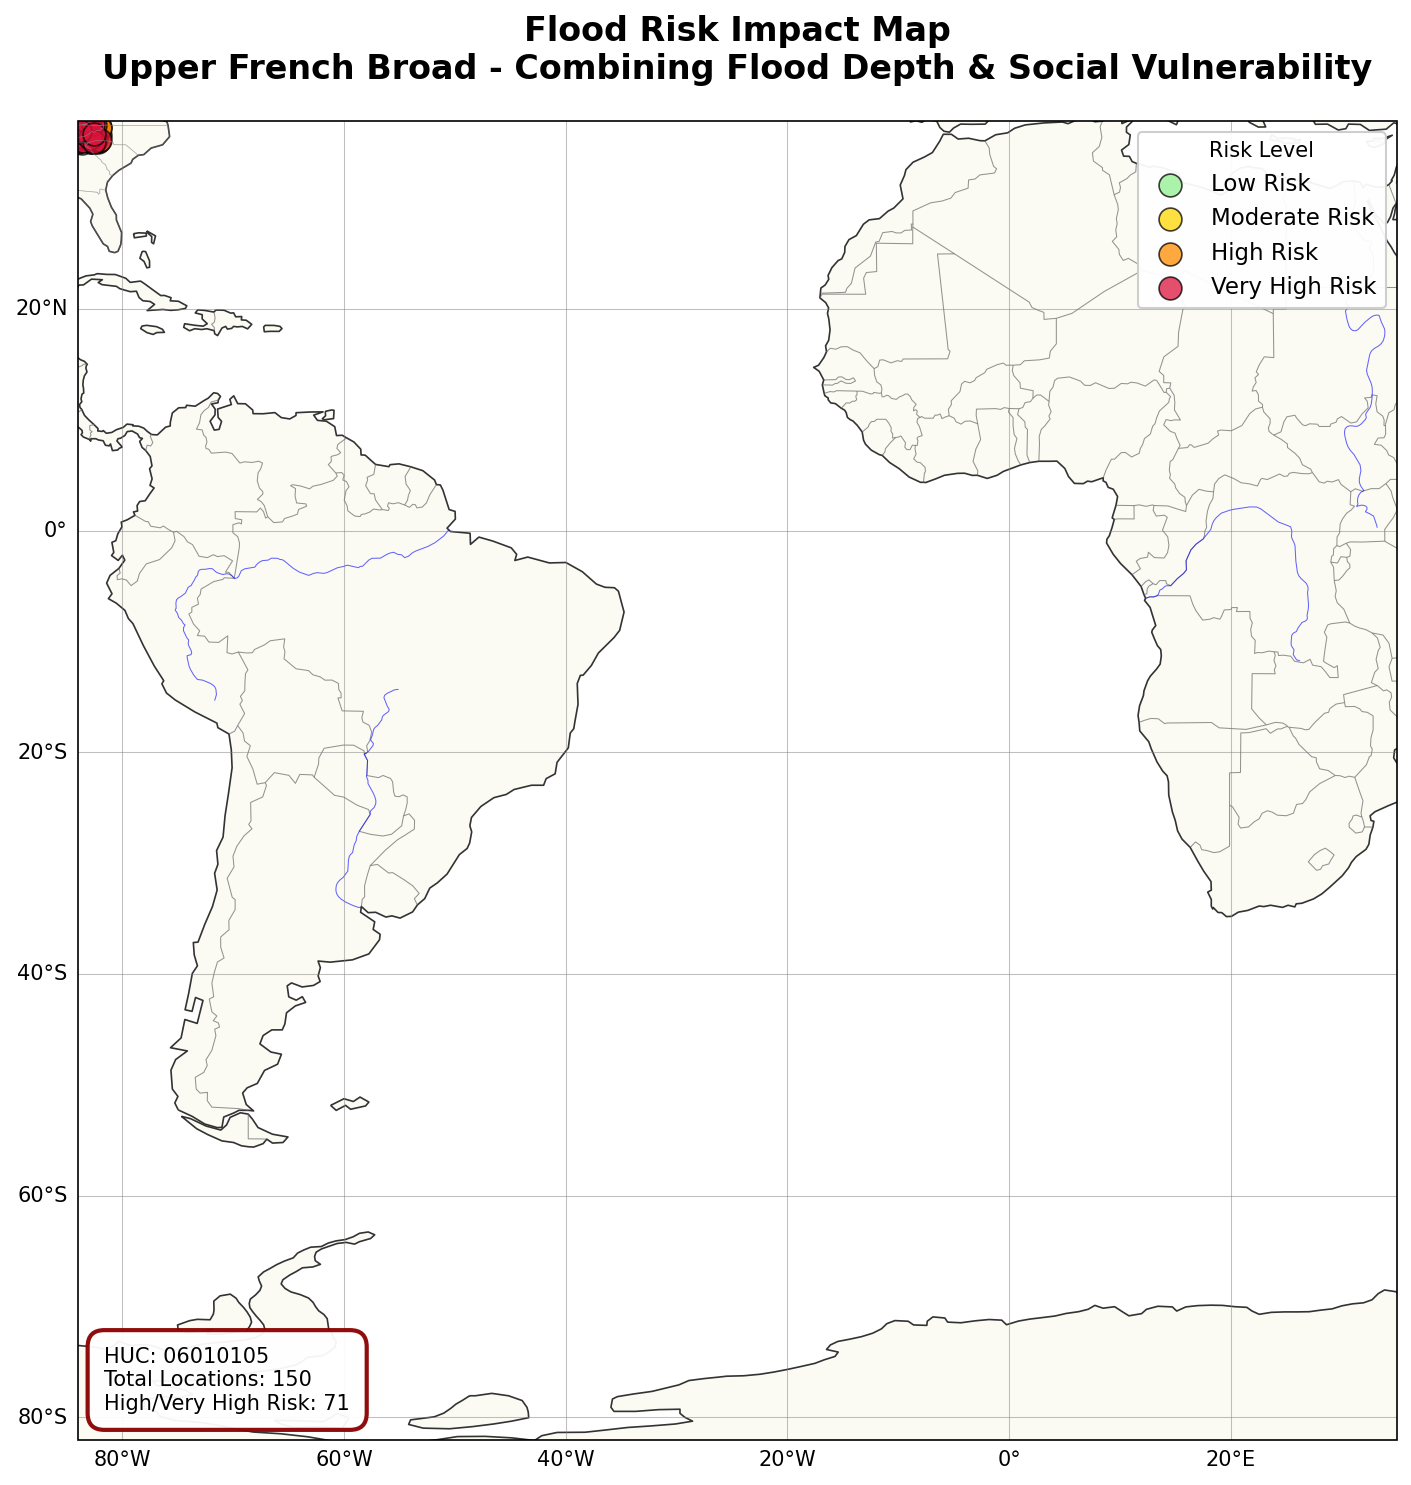 Flood Risk Impact Map
Upper French Broad - Combining Flood Depth & Social Vulnerability
Risk Level
Low Risk
Moderate Risk
High Risk
Very High Risk
20°N
0°
20°S
40°S
60°S
80°S
HUC: 06010105
Total Locations: 150
High/Very High Risk: 71
80°W
60°W
40°W
20°W
0°
20°E